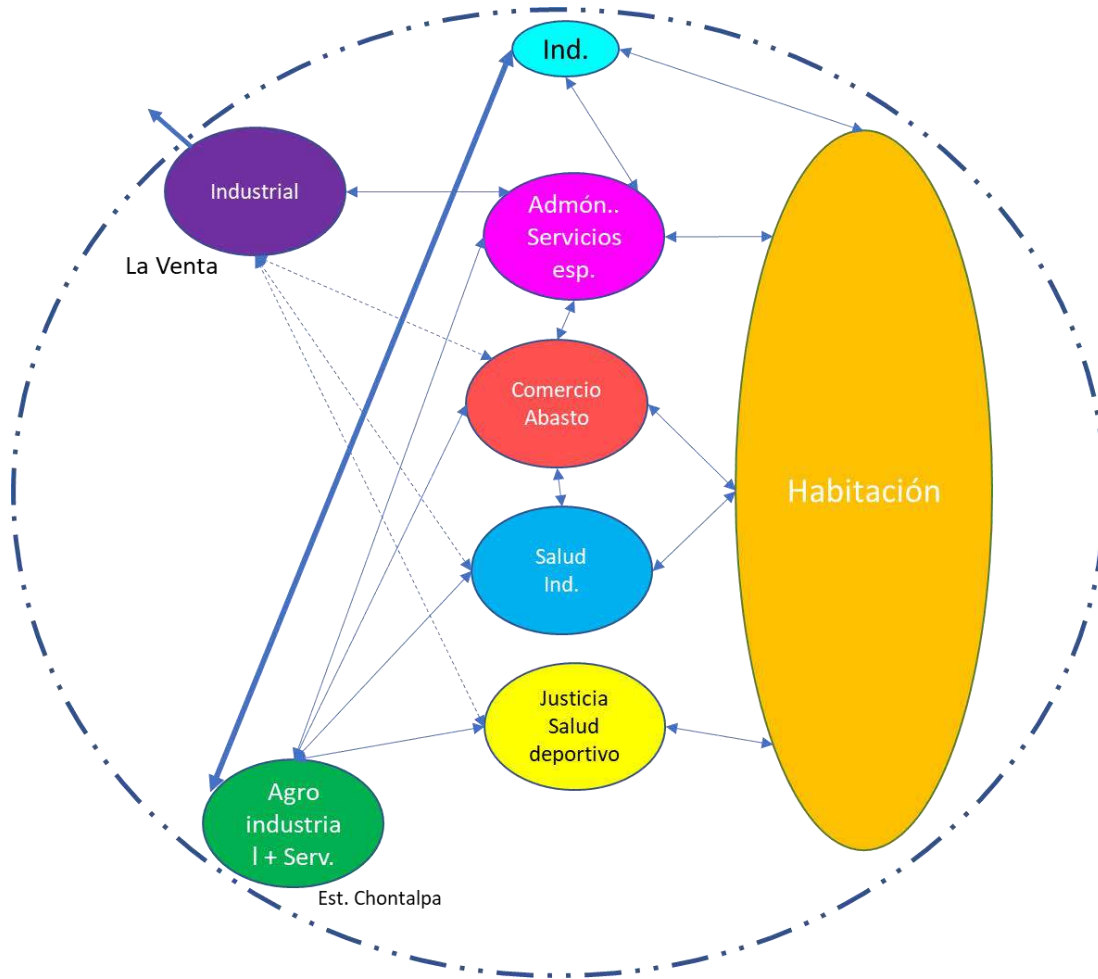 Ind.
Industrial
La Venta
Admón..
Servicios
esp.
Comercio
Abasto
Habitación
Salud
Ind.
Justicia
Salud
deportivo
Agro
industria
l + Serv.
Est. Chontalpa